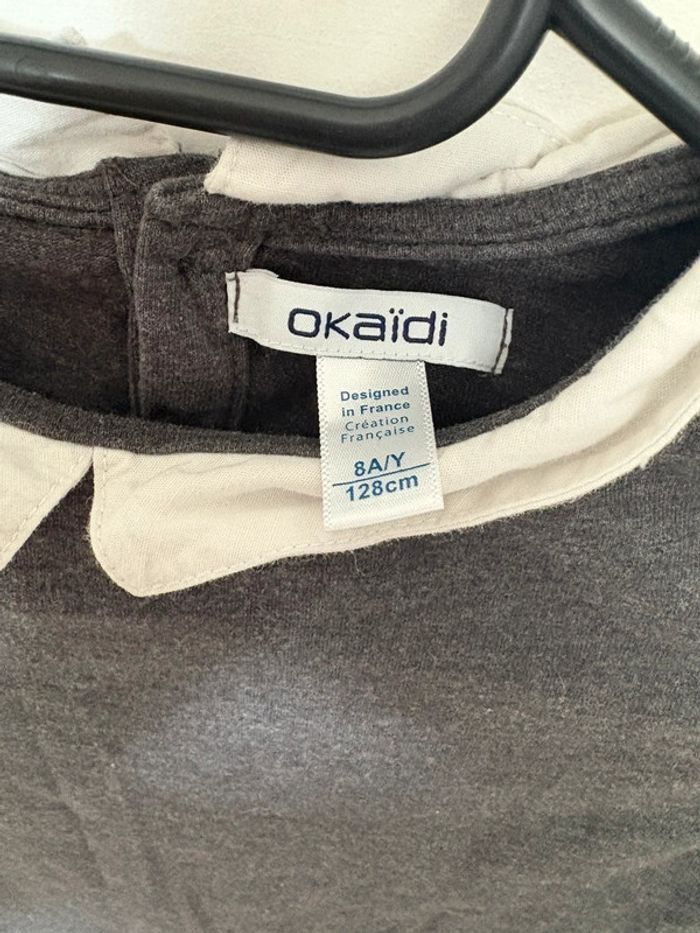 okaïdi
Designed
in France
Création
Française
8A/Y
128cm